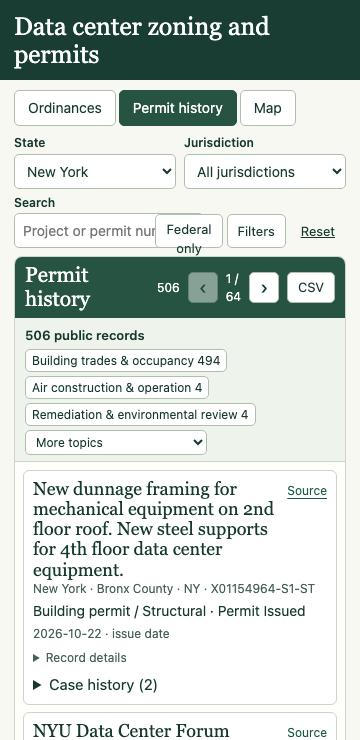 Data center zoning and
permits
Ordinances
Permit history
Map
State
Jurisdiction
New York
All jurisdictions
Search
Project or permit nur
Federal
only
Filters
Reset
Permit
history
506
‹
1 /
64
›
CSV
506 public records
Building trades & occupancy 494
Air construction & operation 4
Remediation & environmental review 4
More topics
New dunnage framing for
mechanical equipment on 2nd
floor roof. New steel supports
for 4th floor data center
equipment.
Source
New York · Bronx County · NY · X01154964-S1-ST
Building permit / Structural · Permit Issued
2026-10-22 · issue date
Record details
Case history (2)
NYU Data Center Forum
Source